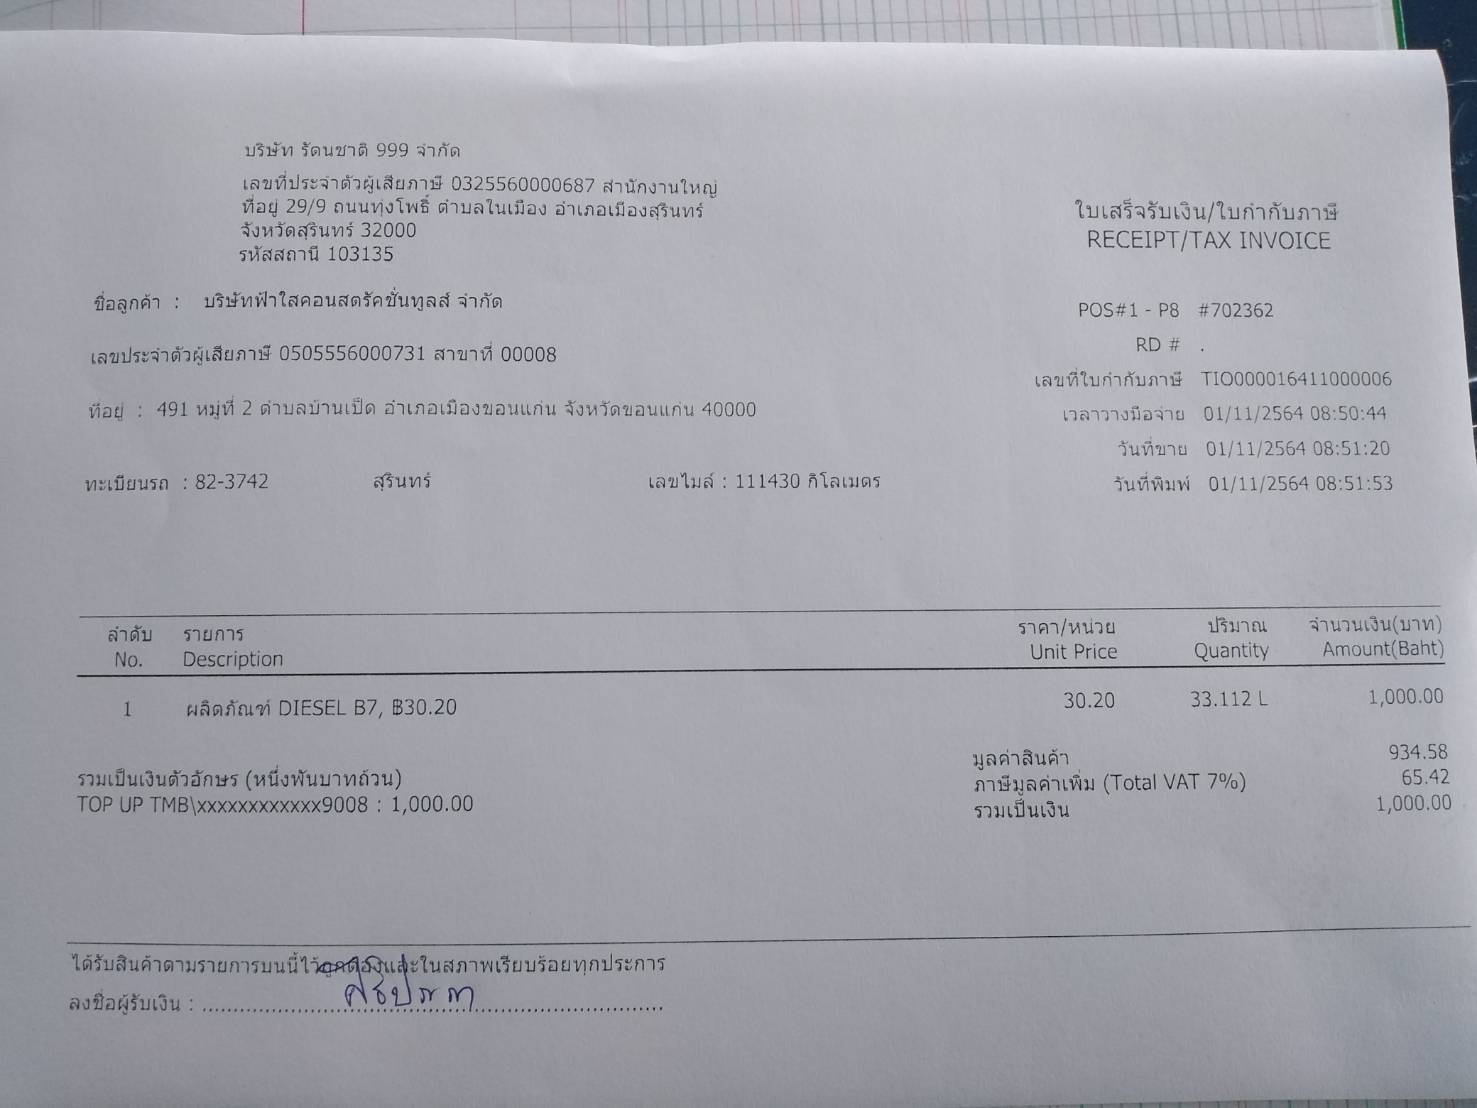 บริษัท รัตนชาติ 999 จำกัด
เลขที่ประจำตัวผู้เสียภาษี 0325560000687 สำนักงานใหญ่
ที่อยู่ 29/9 ถนนทุ่งโพธิ์ ตำบลในเมือง อำเภอเมืองสุรินทร์
จังหวัดสุรินทร์ 32000
รหัสสถานี 103135
ใบเสร็จรับเงิน/ใบกำกับภาษี
RECEIPT/TAX INVOICE
ชื่อลูกค้า : บริษัทฟ้าใสคอนสตรัคชั่นทูลส์ จำกัด
POS#1 - P8 #702362
RD # .
เลขประจำตัวผู้เสียภาษี 0505556000731 สาขาที่ 00008
เลขที่ใบกำกับภาษี TIO000016411000006
ที่อยู่ : 491 หมู่ที่ 2 ตำบลบ้านเป็ด อำเภอเมืองขอนแก่น จังหวัดขอนแก่น 40000
เวลาวางมือจ่าย 01/11/2564 08:50:44
วันที่ขาย 01/11/2564 08:51:20
ทะเบียนรถ : 82-3742 สุรินทร์ เลขไมล์ : 111430 กิโลเมตร
วันที่พิมพ์ 01/11/2564 08:51:53
ลำดับ รายการ ราคา/หน่วย ปริมาณ จำนวนเงิน(บาท)
No. Description Unit Price Quantity Amount(Baht)
1 ผลิตภัณฑ์ DIESEL B7, ฿30.20 30.20 33.112 L 1,000.00
มูลค่าสินค้า 934.58
รวมเป็นเงินตัวอักษร (หนึ่งพันบาทถ้วน) ภาษีมูลค่าเพิ่ม (Total VAT 7%) 65.42
TOP UP TMB\xxxxxxxxxxxx9008 : 1,000.00 รวมเป็นเงิน 1,000.00
ได้รับสินค้าตามรายการบนนี้ไว้ถูกต้องและในสภาพเรียบร้อยทุกประการ
ลงชื่อผู้รับเงิน : ....................................................................